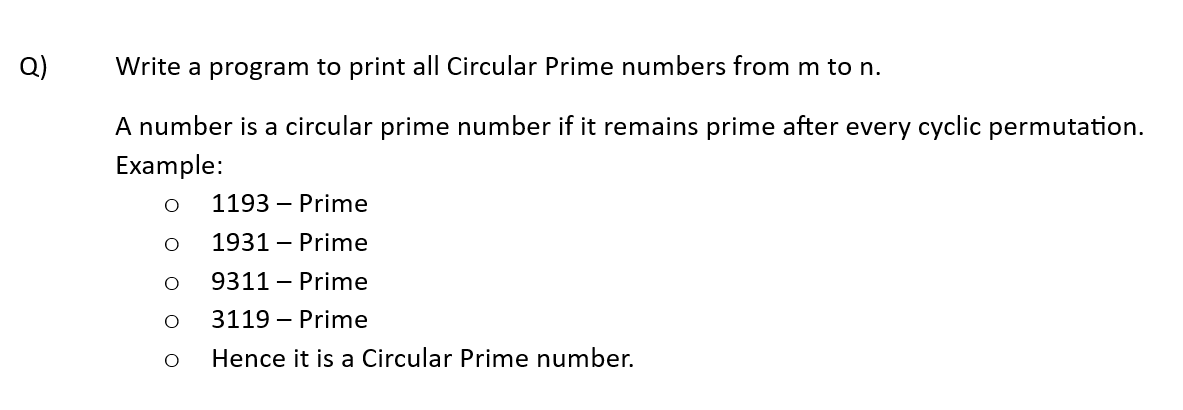 Q) Write a program to print all Circular Prime numbers from m to n.
A number is a circular prime number if it remains prime after every cyclic permutation.
Example:
o 1193 – Prime
o 1931 – Prime
o 9311 – Prime
o 3119 – Prime
o Hence it is a Circular Prime number.